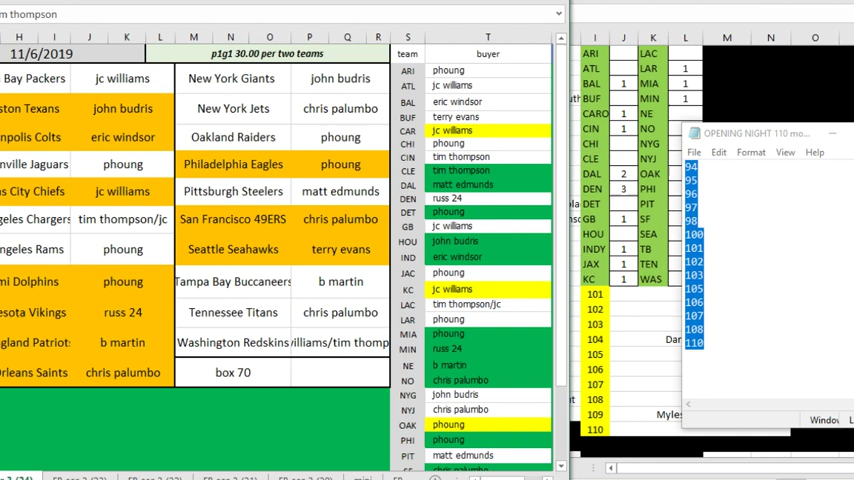 m thompson
H I J K L M N O P Q R S T
11/6/2019 p1g1 30.00 per two teams team buyer
Bay Packers jc williams New York Giants john budris
ston Texans john budris New York Jets chris palumbo
npolis Colts eric windsor Oakland Raiders phoung
nville Jaguars phoung Philadelphia Eagles phoung
s City Chiefs jc williams Pittsburgh Steelers matt edmunds
geles Chargers tim thompson/jc San Francisco 49ERS chris palumbo
ngeles Rams phoung Seattle Seahawks terry evans
mi Dolphins phoung Tampa Bay Buccaneers b martin
esota Vikings russ 24 Tennessee Titans chris palumbo
gland Patriots b martin Washington Redskins illiams/tim thomp
Orleans Saints chris palumbo box 70
ARI phoung
ATL jc williams
BAL eric windsor
BUF terry evans
CAR jc williams
CHI phoung
CIN tim thompson
CLE tim thompson
DAL matt edmunds
DEN russ 24
DET phoung
GB jc williams
HOU john budris
IND eric windsor
JAC phoung
KC jc williams
LAC tim thompson/jc
LAR phoung
MIA phoung
MIN russ 24
NE b martin
NO chris palumbo
NYG john budris
NYJ chris palumbo
OAK phoung
PHI phoung
PIT matt edmunds
SF chris palumbo
I J K L M N O
ARI LAC
ATL LAR 1
BAL 1 MIA 1
BUF MIN 1
CARO 1 NE
CIN 1 NO
CHI NYG
CLE NYJ
DAL 2 OAK
DEN 3 PHI
DET PIT
GB 1 SF
HOU SEA
INDY 1 TB
JAX 1 TEN
KC 1 WAS
101
102
103
104 Dar
105
106
107
108
109 Myles
110
OPENING NIGHT 110 mo...
File Edit Format View Help
94
95
96
97
98
100
101
102
103
105
106
107
108
110
Window